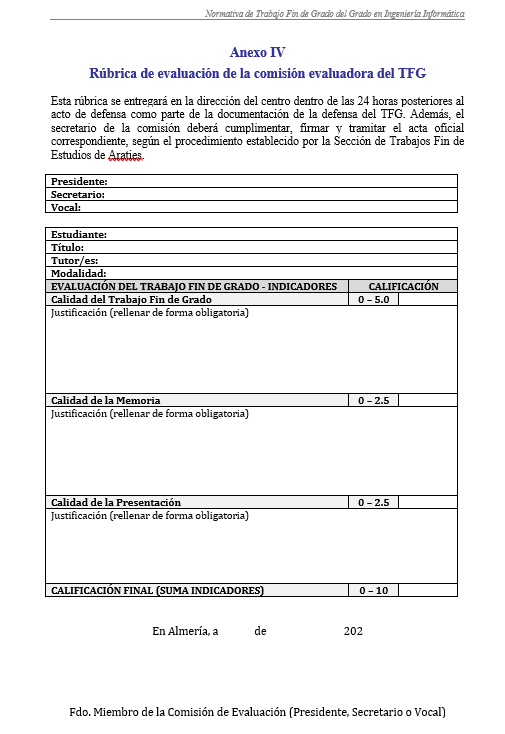 Normativa de Trabajo Fin de Grado del Grado en Ingeniería Informática
Anexo IV
Rúbrica de evaluación de la comisión evaluadora del TFG
Esta rúbrica se entregará en la dirección del centro dentro de las 24 horas posteriores al
acto de defensa como parte de la documentación de la defensa del TFG. Además, el
secretario de la comisión deberá cumplimentar, firmar y tramitar el acta oficial
correspondiente, según el procedimiento establecido por la Sección de Trabajos Fin de
Estudios de Araties.
Presidente:
Secretario:
Vocal:
Estudiante:
Título:
Tutor/es:
Modalidad:
EVALUACIÓN DEL TRABAJO FIN DE GRADO - INDICADORES CALIFICACIÓN
Calidad del Trabajo Fin de Grado 0 – 5.0
Justificación (rellenar de forma obligatoria)
Calidad de la Memoria 0 – 2.5
Justificación (rellenar de forma obligatoria)
Calidad de la Presentación 0 – 2.5
Justificación (rellenar de forma obligatoria)
CALIFICACIÓN FINAL (SUMA INDICADORES) 0 – 10
En Almería, a de 202
Fdo. Miembro de la Comisión de Evaluación (Presidente, Secretario o Vocal)